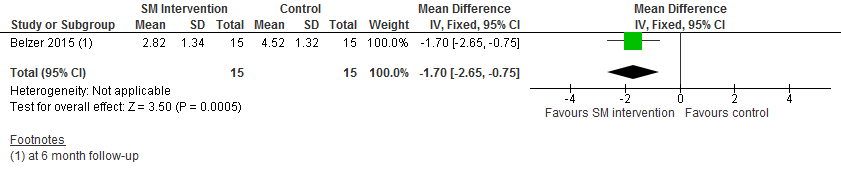 SM Intervention Control Mean Difference Mean Difference
Study or Subgroup Mean SD Total Mean SD Total Weight IV, Fixed, 95% CI IV, Fixed, 95% CI
Belzer 2015 (1) 2.82 1.34 15 4.52 1.32 15 100.0% -1.70 [-2.65, -0.75]
Total (95% CI) 15 15 100.0% -1.70 [-2.65, -0.75]
Heterogeneity: Not applicable
Test for overall effect: Z = 3.50 (P = 0.0005)
-4 -2 0 2 4
Favours SM intervention Favours control
Footnotes
(1) at 6 month follow-up